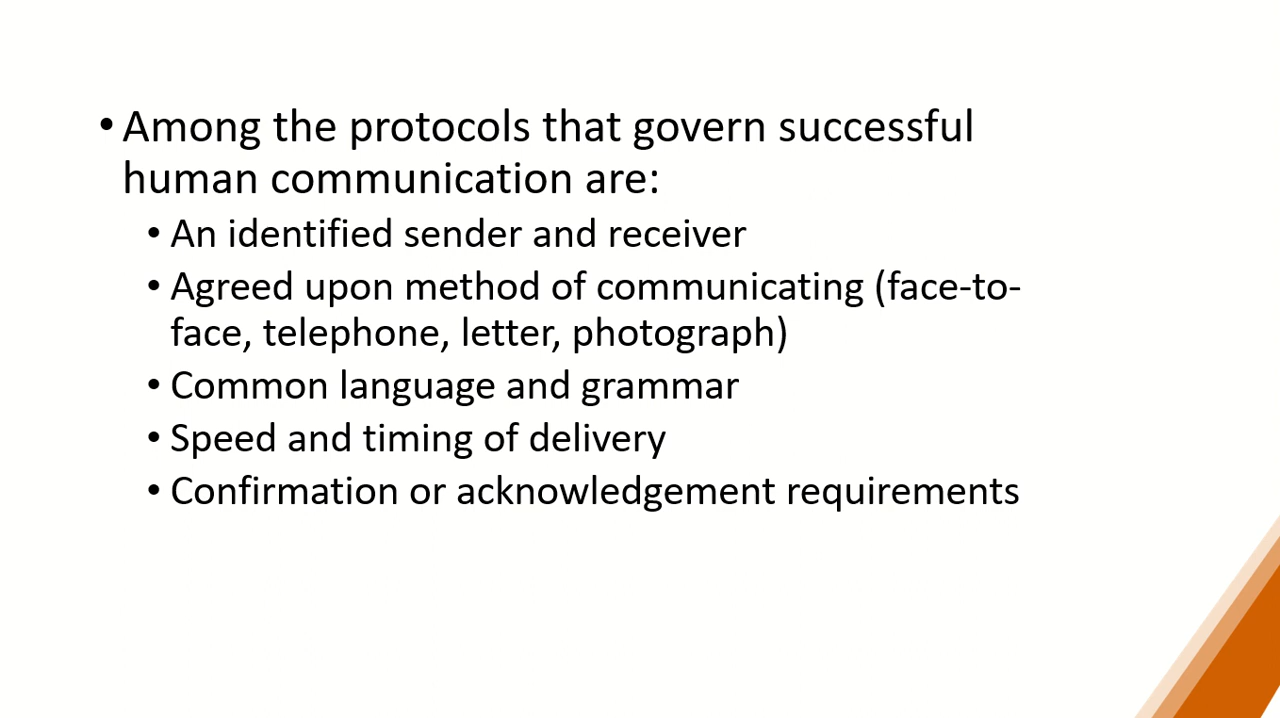 • Among the protocols that govern successful
human communication are:
• An identified sender and receiver
• Agreed upon method of communicating (face-to-
face, telephone, letter, photograph)
• Common language and grammar
• Speed and timing of delivery
• Confirmation or acknowledgement requirements